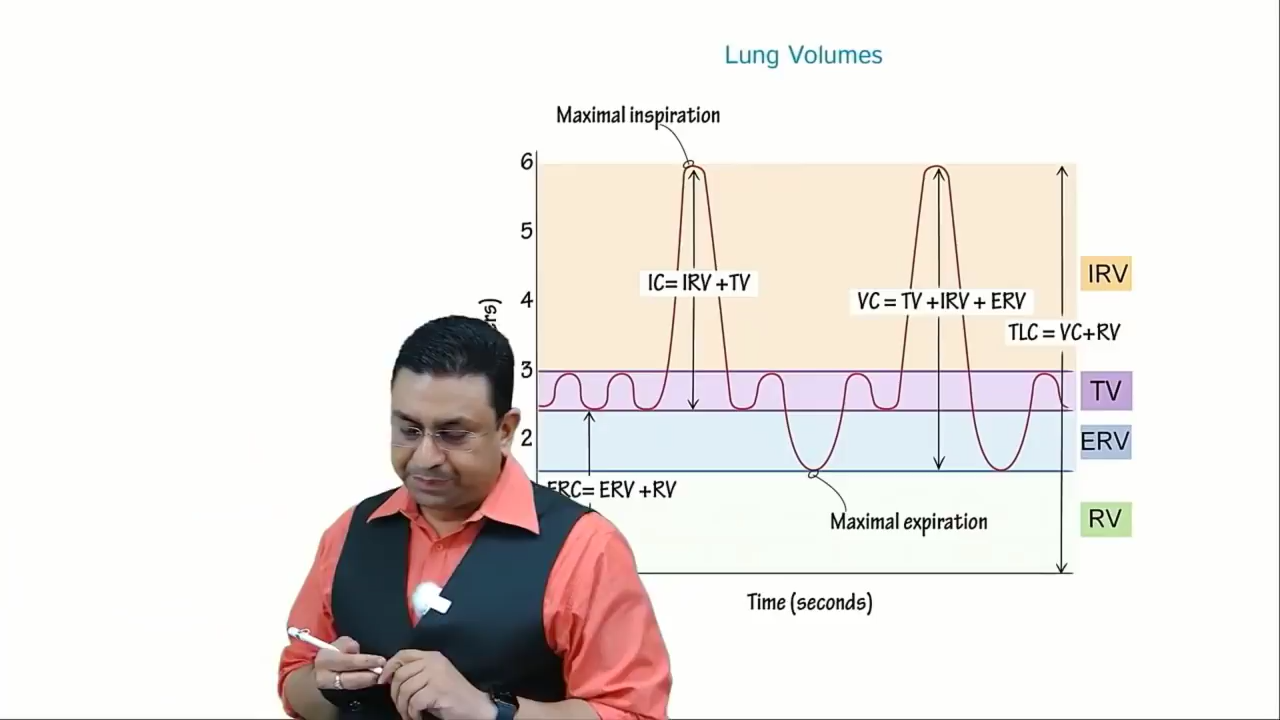 Lung Volumes
Maximal inspiration
6
5
4
3
2
IC= IRV +TV
VC = TV +IRV + ERV
TLC = VC+RV
IRV
TV
ERV
RV
ERV +RV
Maximal expiration
Time (seconds)